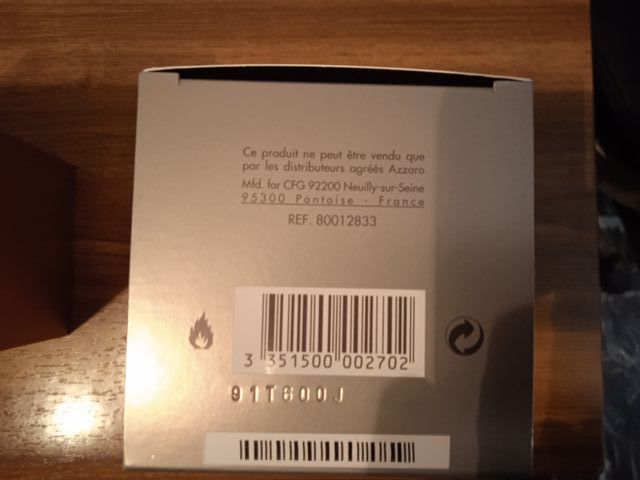 Ce produit ne peut être vendu que
par les distributeurs agréés Azzaro
Mfd. for CFG 92200 Neuilly-sur-Seine
95300 Pontoise - France
REF. 80012833
3 351500 002702
91T600J